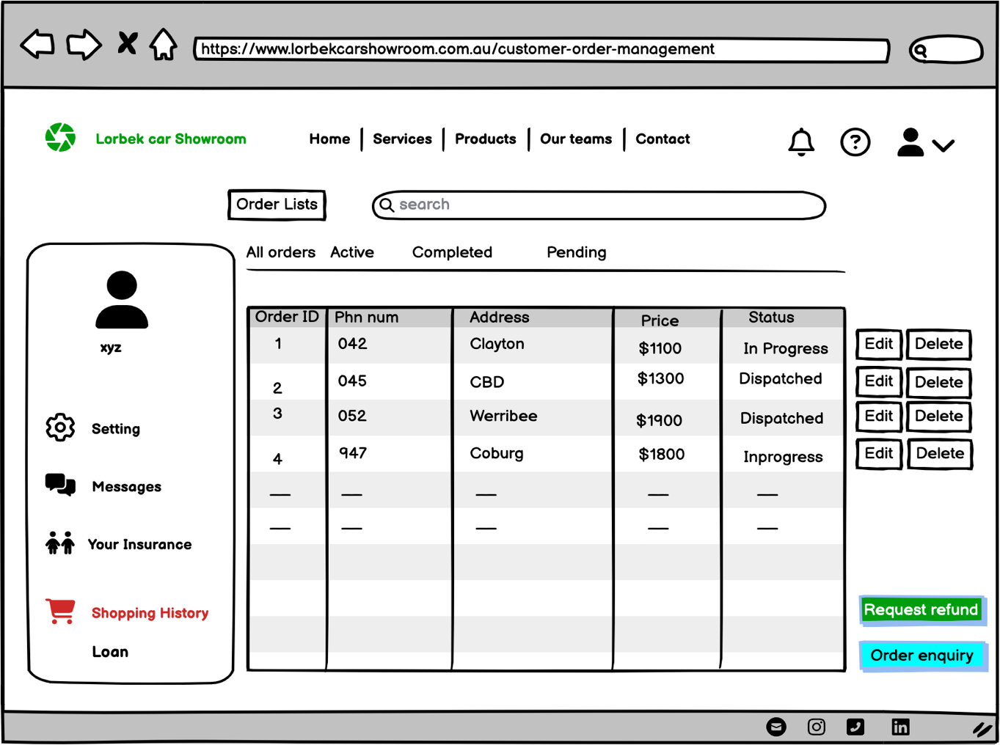 https://www.lorbekcarshowroom.com.au/customer-order-management
Lorbek car Showroom
Home Services Products Our teams Contact
Order Lists
search
All orders Active Completed Pending
xyz
Setting
Messages
Your Insurance
Shopping History
Loan
Order ID Phn num Address Price Status
1 042 Clayton $1100 In Progress Edit Delete
2 045 CBD $1300 Dispatched Edit Delete
3 052 Werribee $1900 Dispatched Edit Delete
4 947 Coburg $1800 Inprogress Edit Delete
Request refund
Order enquiry